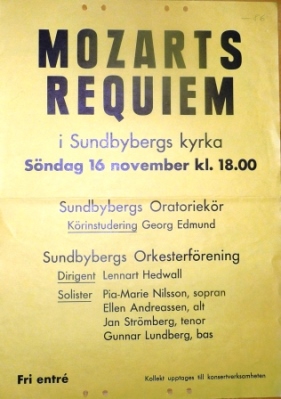 MOZARTS
REQUIEM
i Sundbybergs kyrka
Söndag 16 november kl. 18.00
Sundbybergs Oratoriekör
Körinstudering Georg Edmund
Sundbybergs Orkesterförening
Dirigent Lennart Hedwall
Solister Pia-Marie Nilsson, sopran
Ellen Andreassen, alt
Jan Strömberg, tenor
Gunnar Lundberg, bas
Fri entré
Kollekt upptages till konsertverksamheten